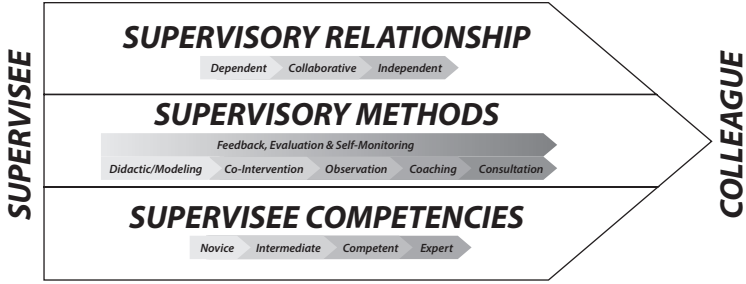 SUPERVISEE
SUPERVISORY RELATIONSHIP
Dependent Collaborative Independent
SUPERVISORY METHODS
Feedback, Evaluation & Self-Monitoring
Didactic/Modeling Co-Intervention Observation Coaching Consultation
SUPERVISEE COMPETENCIES
Novice Intermediate Competent Expert
COLLEAGUE